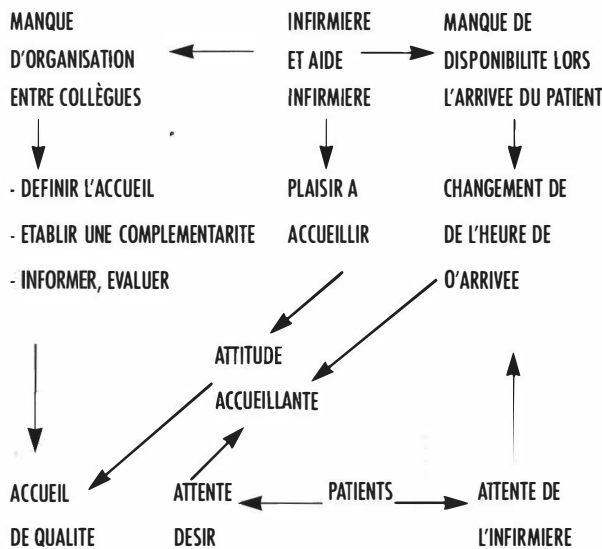 MANQUE
D'ORGANISATION
ENTRE COLLÈGUES
INFIRMIERE
ET AIDE
INFIRMIERE
MANQUE DE
DISPONIBILITE LORS
L'ARRIVEE DU PATIENT
- DEFINIR L'ACCUEIL
- ETABLIR UNE COMPLEMENTARITE
- INFORMER, EVALUER
PLAISIR A
ACCUEILLIR
CHANGEMENT DE
DE L'HEURE DE
O'ARRIVEE
ATTITUDE
ACCUEILLANTE
ACCUEIL
DE QUALITE
ATTENTE
DESIR
PATIENTS
ATTENTE DE
L'INFIRMIERE